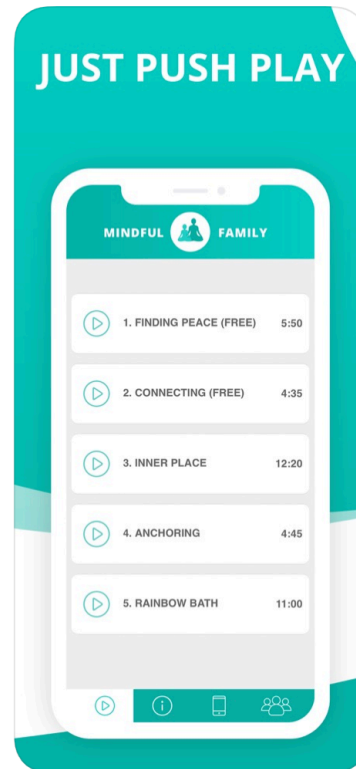 JUST PUSH PLAY
MINDFUL FAMILY
1. FINDING PEACE (FREE) 5:50
2. CONNECTING (FREE) 4:35
3. INNER PLACE 12:20
4. ANCHORING 4:45
5. RAINBOW BATH 11:00